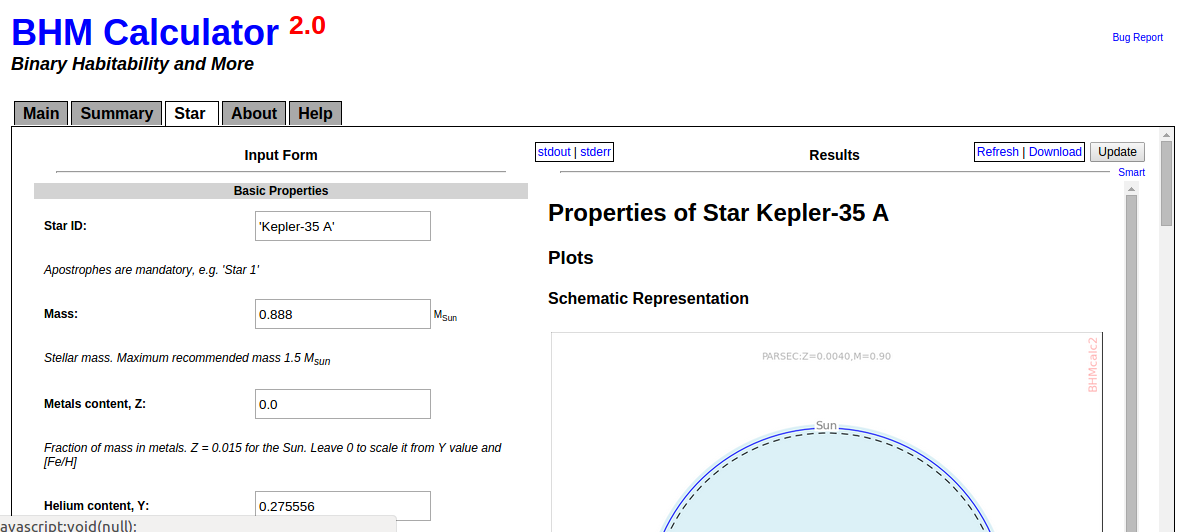 BHM Calculator 2.0
Binary Habitability and More
Bug Report
Main Summary Star About Help
Input Form
stdout | stderr
Results
Refresh | Download
Update
Smart
Basic Properties
Star ID: 'Kepler-35 A'
Apostrophes are mandatory, e.g. 'Star 1'
Mass: 0.888 MSun
Stellar mass. Maximum recommended mass 1.5 Msun
Metals content, Z: 0.0
Fraction of mass in metals. Z = 0.015 for the Sun. Leave 0 to scale it from Y value and
[Fe/H]
Helium content, Y: 0.275556
avascript:void(null);
Properties of Star Kepler-35 A
Plots
Schematic Representation
PARSEC:Z=0.0040,M=0.90
BHMcalc2
Sun